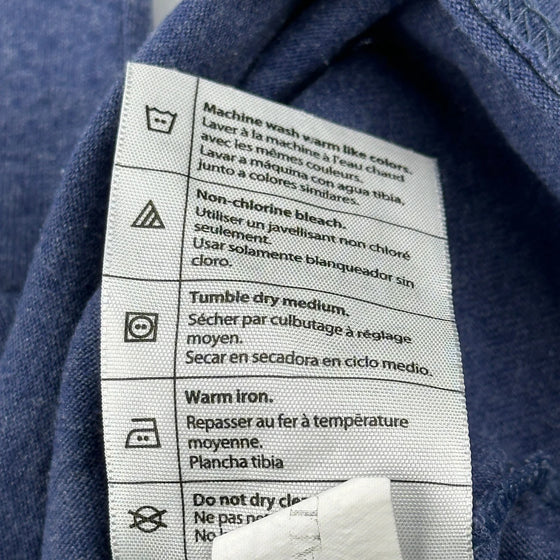 Machine wash warm like colors.
Laver à la machine à l'eau chaud
avec les mêmes couleurs.
Lavar a máquina con agua tibia,
junto a colores similares.
Non-chlorine bleach.
Utiliser un javellisant non chloré
seulement.
Usar solamente blanqueador sin
cloro.
Tumble dry medium.
Sécher par culbutage à réglage
moyen.
Secar en secadora en ciclo medio.
Warm iron.
Repasser au fer à température
moyenne.
Plancha tibia
Do not dry
Ne pas
No